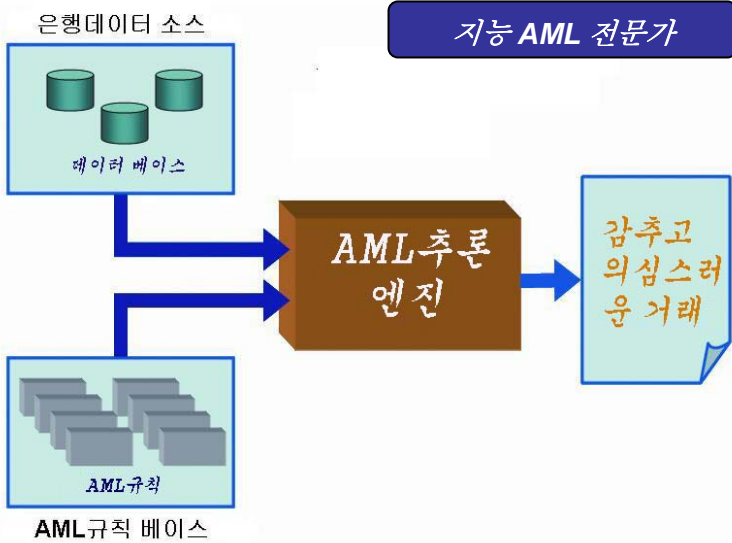 은행데이터 소스
지능 AML 전문가
데이터 베이스
AML추론
엔진
감추고
의심스러
운 거래
AML규칙
AML규칙 베이스